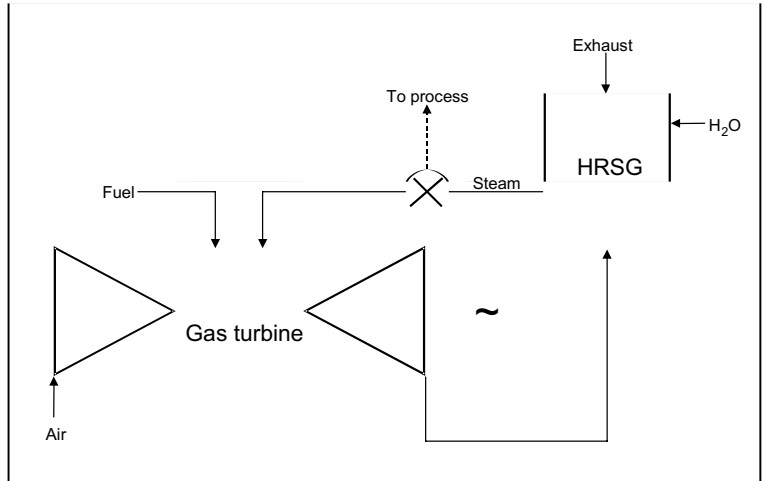 Exhaust
To process
H₂O
HRSG
Steam
Fuel
~
Gas turbine
Air